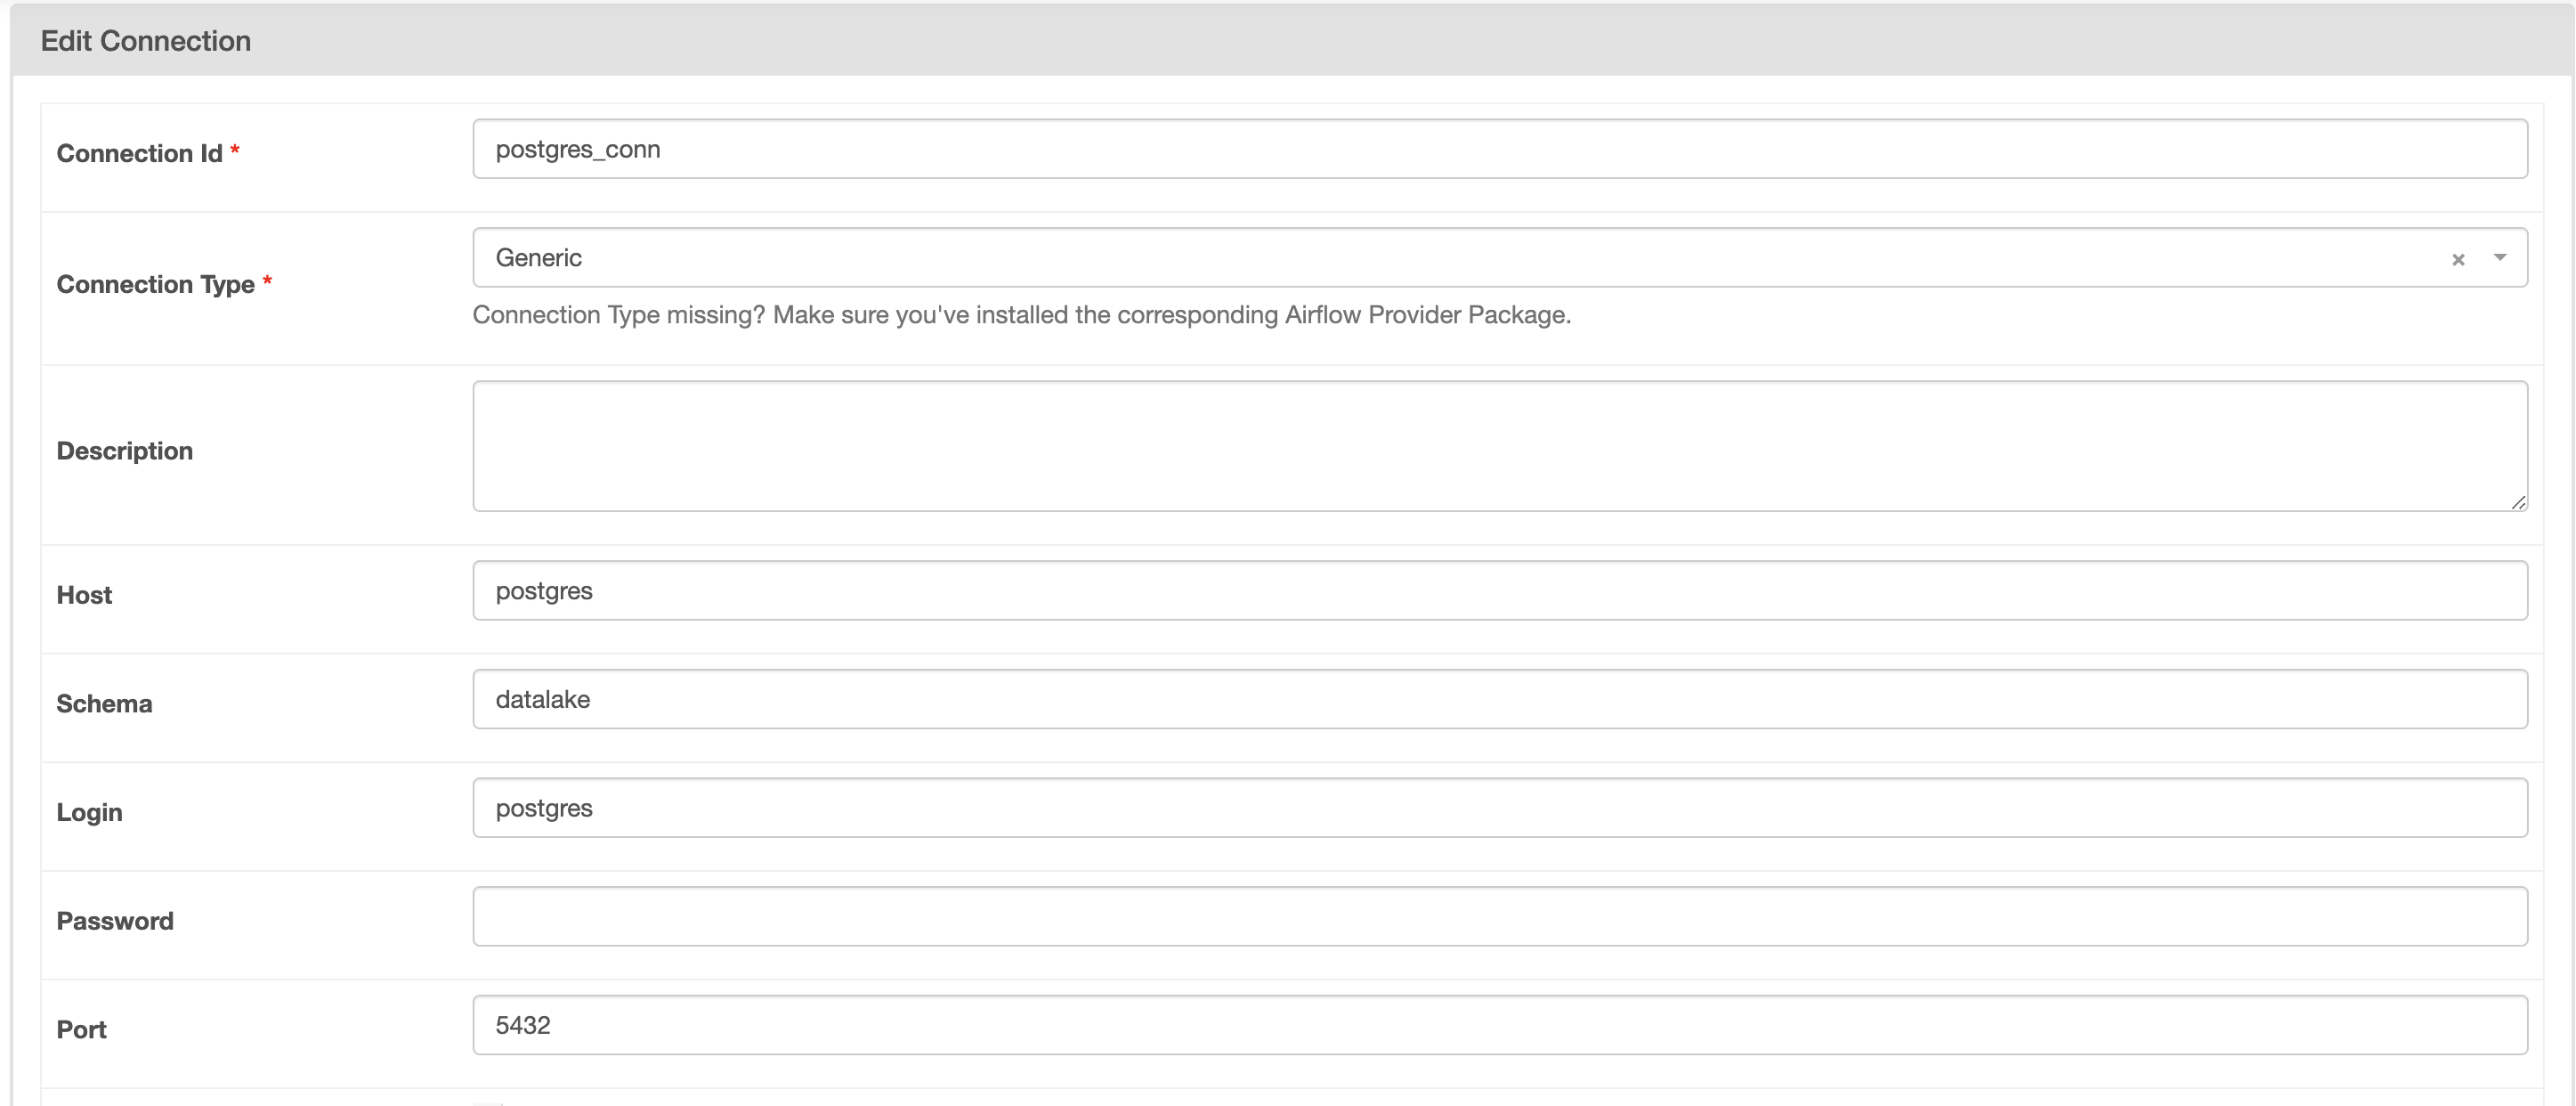 Edit Connection
Connection Id *
postgres_conn
Connection Type *
Generic
Connection Type missing? Make sure you've installed the corresponding Airflow Provider Package.
Description
Host
postgres
Schema
datalake
Login
postgres
Password
Port
5432